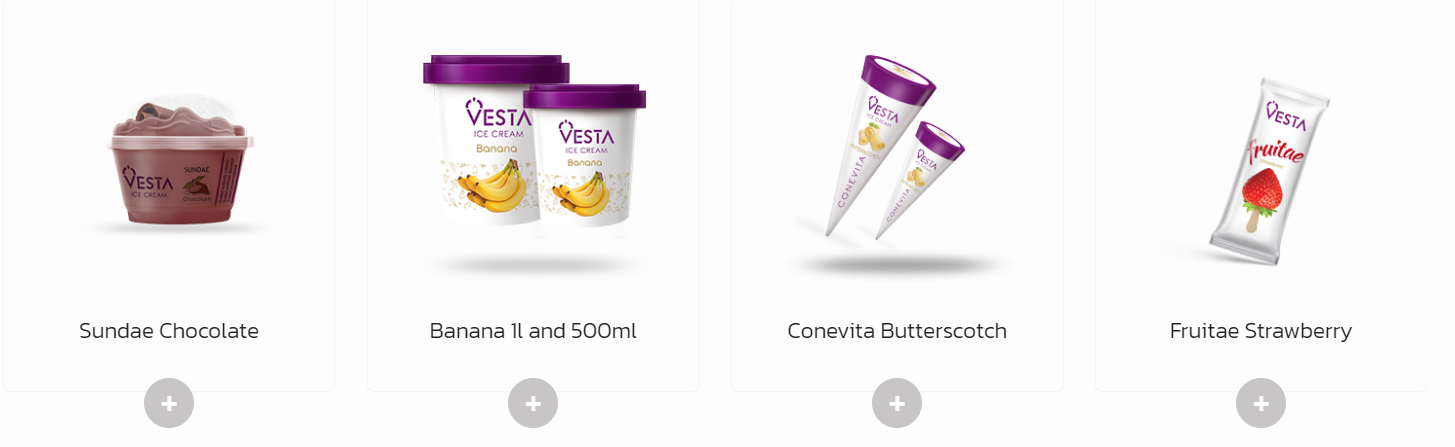 VESTA
ICE CREAM
SUNDAE
Chocolate
VESTA
ICE CREAM
Banana
VESTA
ICE CREAM
Banana
VESTA
ICE CREAM
BUTTERSCOTCH
CONEVITA
VESTA
CONEVITA
VESTA
fruitae
Sundae Chocolate
Banana 1l and 500ml
Conevita Butterscotch
Fruitae Strawberry